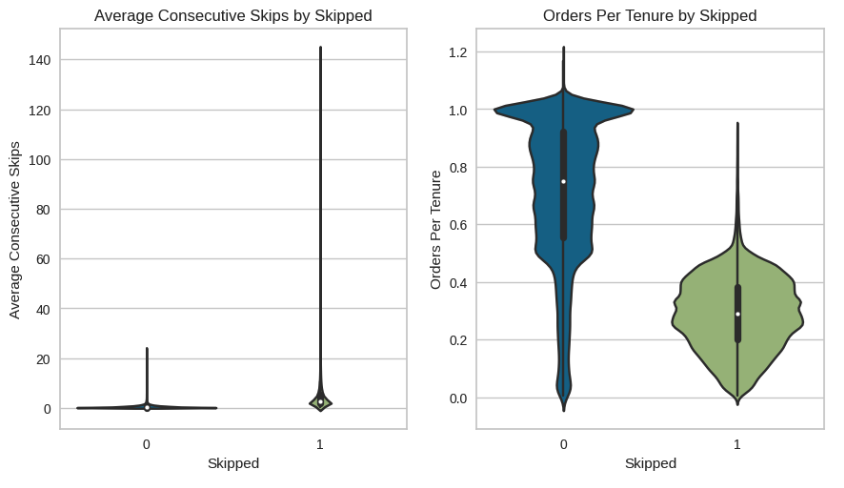 Average Consecutive Skips by Skipped
Average Consecutive Skips
140
120
100
80
60
40
20
0
0 1
Skipped
Orders Per Tenure by Skipped
Orders Per Tenure
1.2
1.0
0.8
0.6
0.4
0.2
0.0
0 1
Skipped